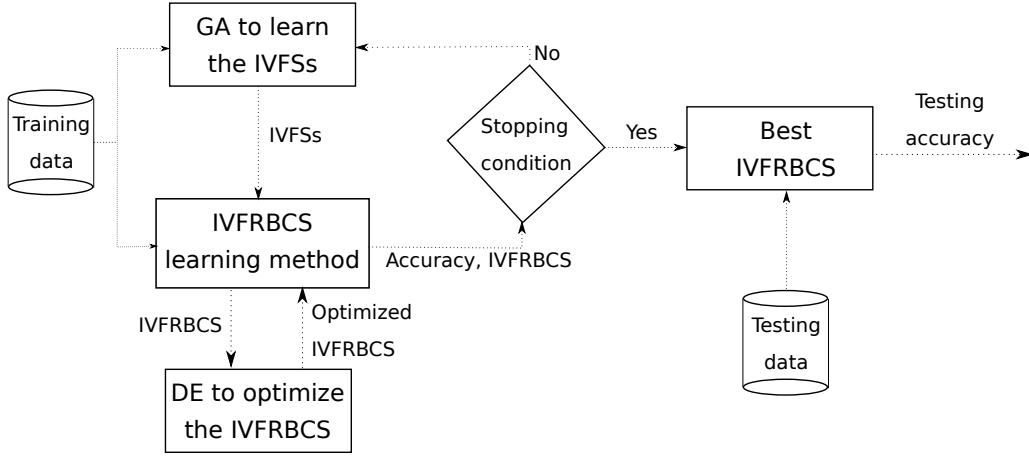 GA to learn
the IVFSs
No
Training
data
IVFSs
Stopping
condition
Yes
Best
IVFRBCS
Testing
accuracy
IVFRBCS
learning method
Accuracy, IVFRBCS
IVFRBCS
Optimized
IVFRBCS
Testing
data
DE to optimize
the IVFRBCS